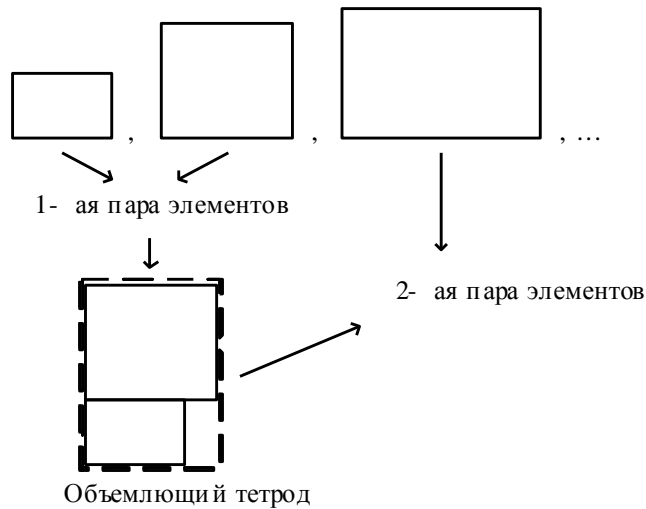 , , , ...
1- ая пара элементов
2- ая пара элементов
Объемлющий тетрод